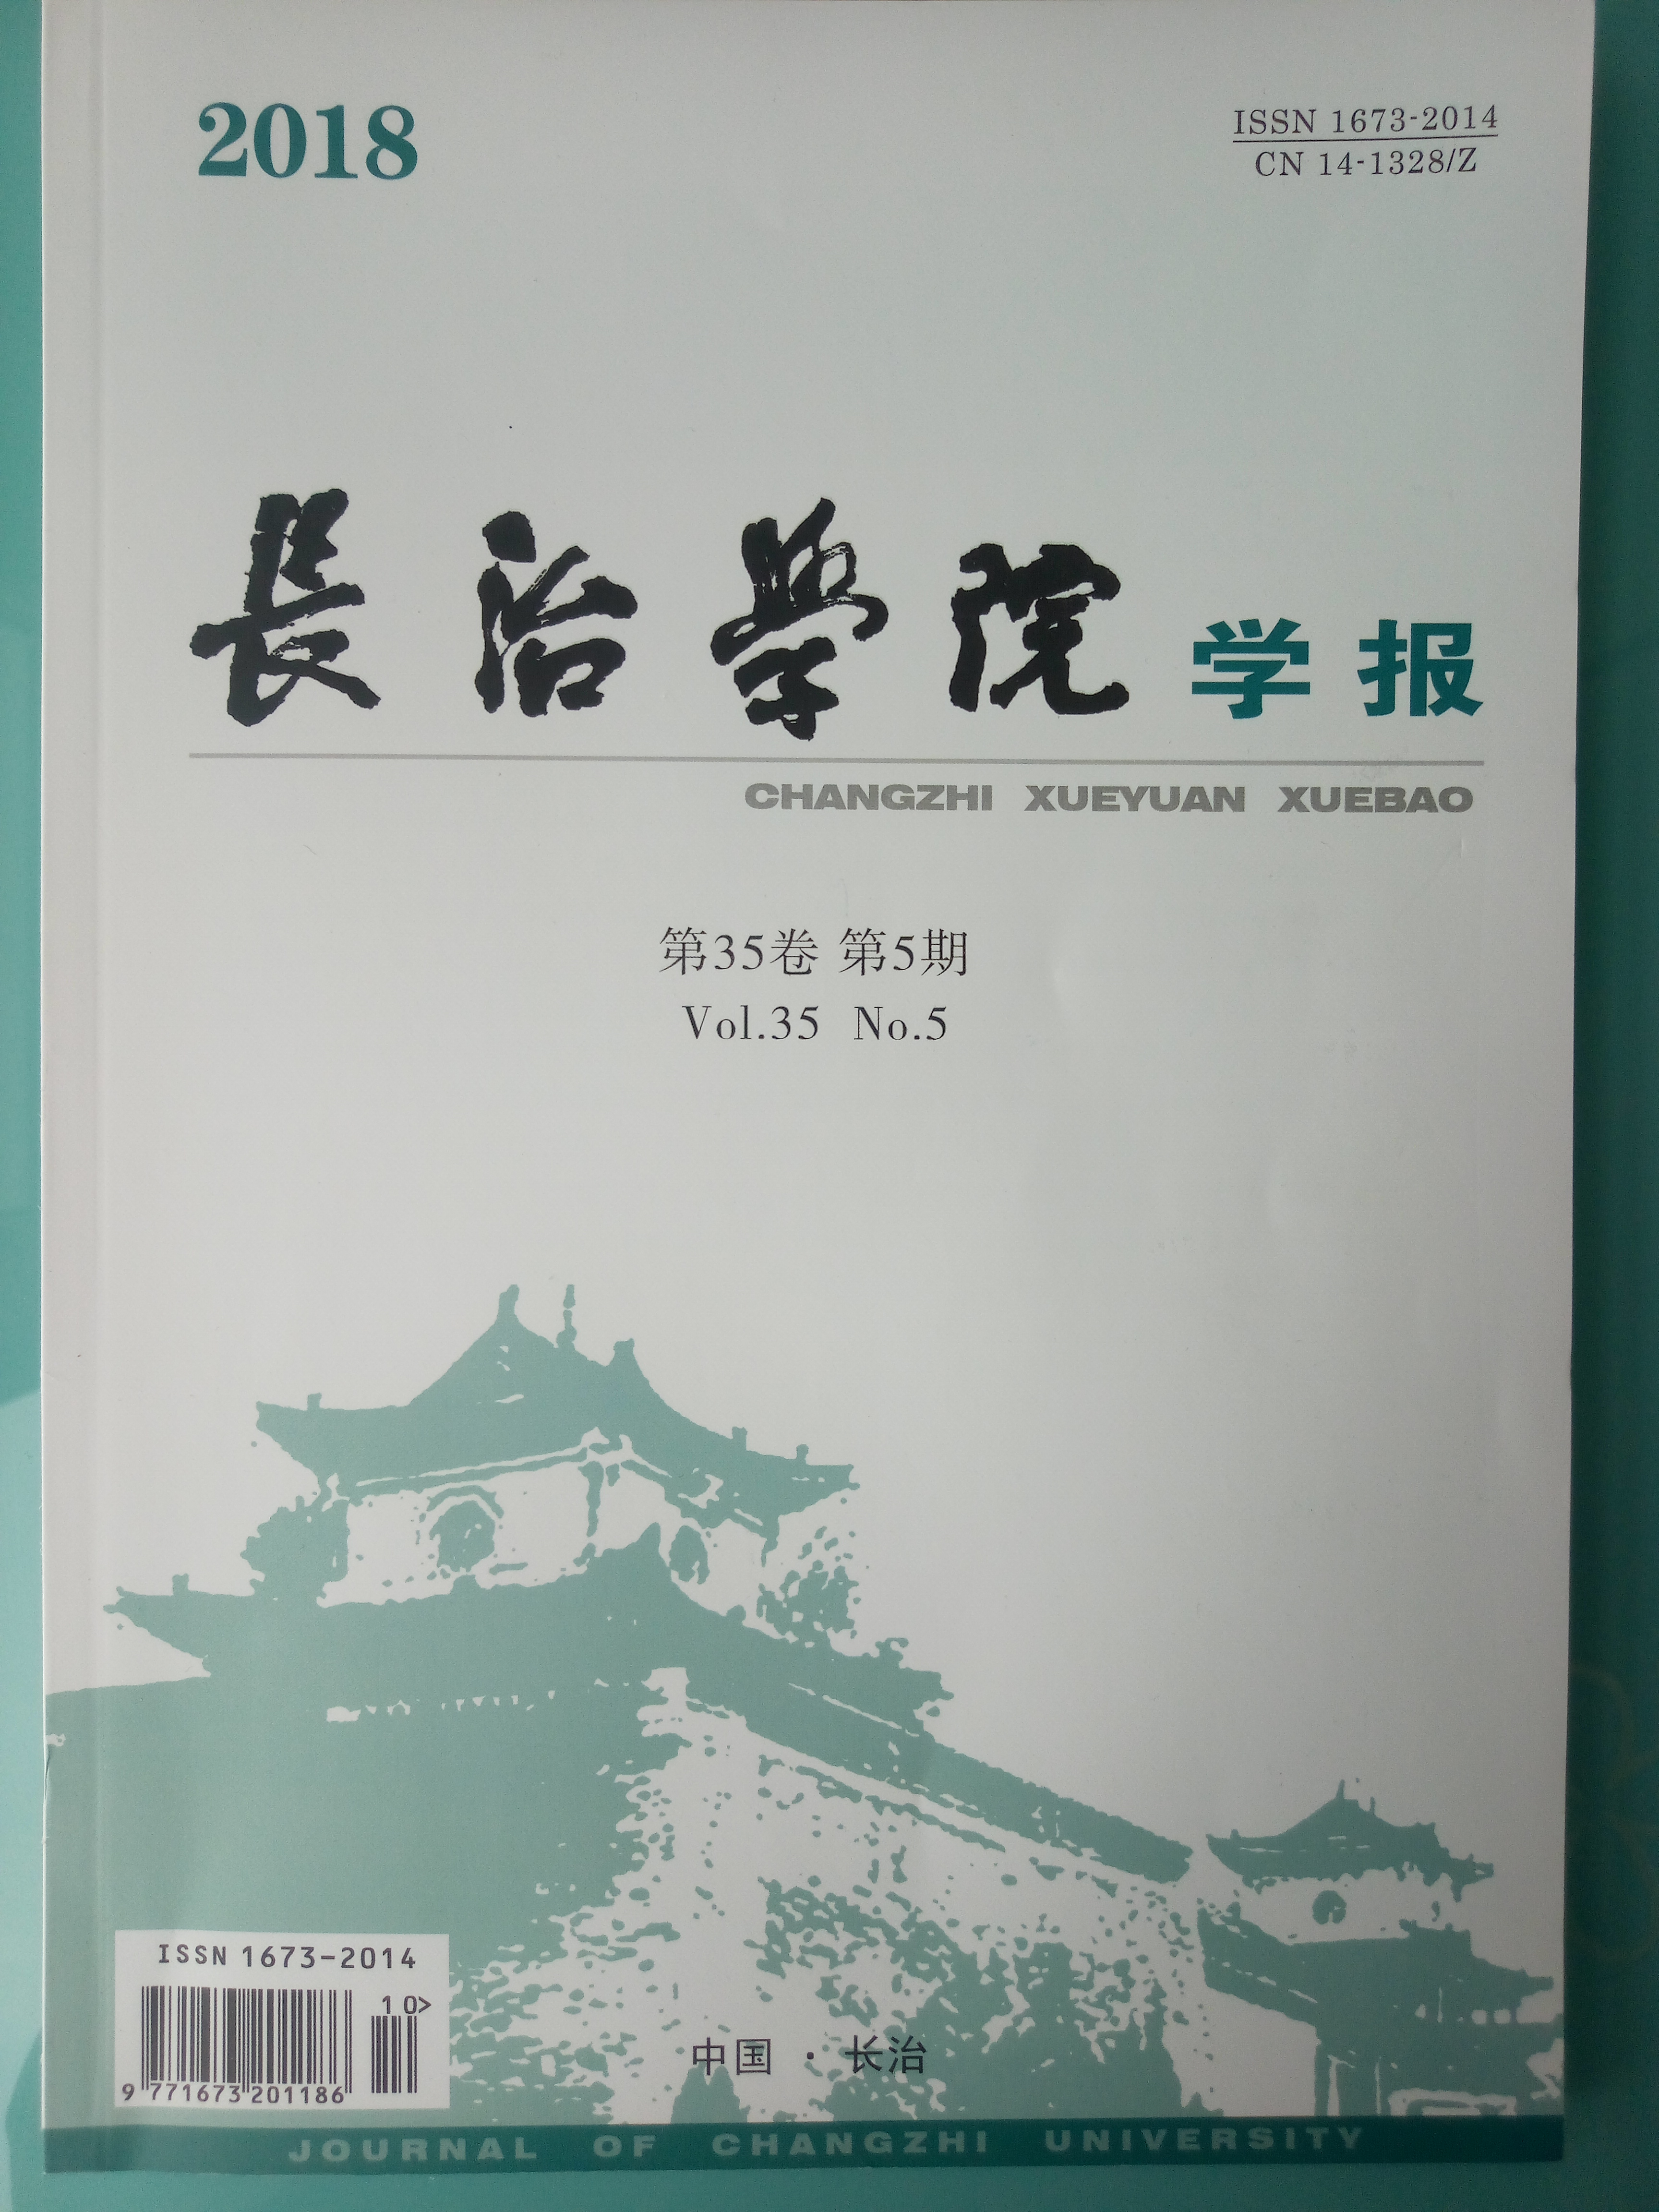 2018
ISSN 1673-2014
CN 14-1328/Z
長治學院 学报
CHANGZHI XUEYUAN XUEBAO
第35卷 第5期
Vol.35 No.5
ISSN 1673-2014
10>
9 771673 201186
中国·长治
JOURNAL OF CHANGZHI UNIVERSITY